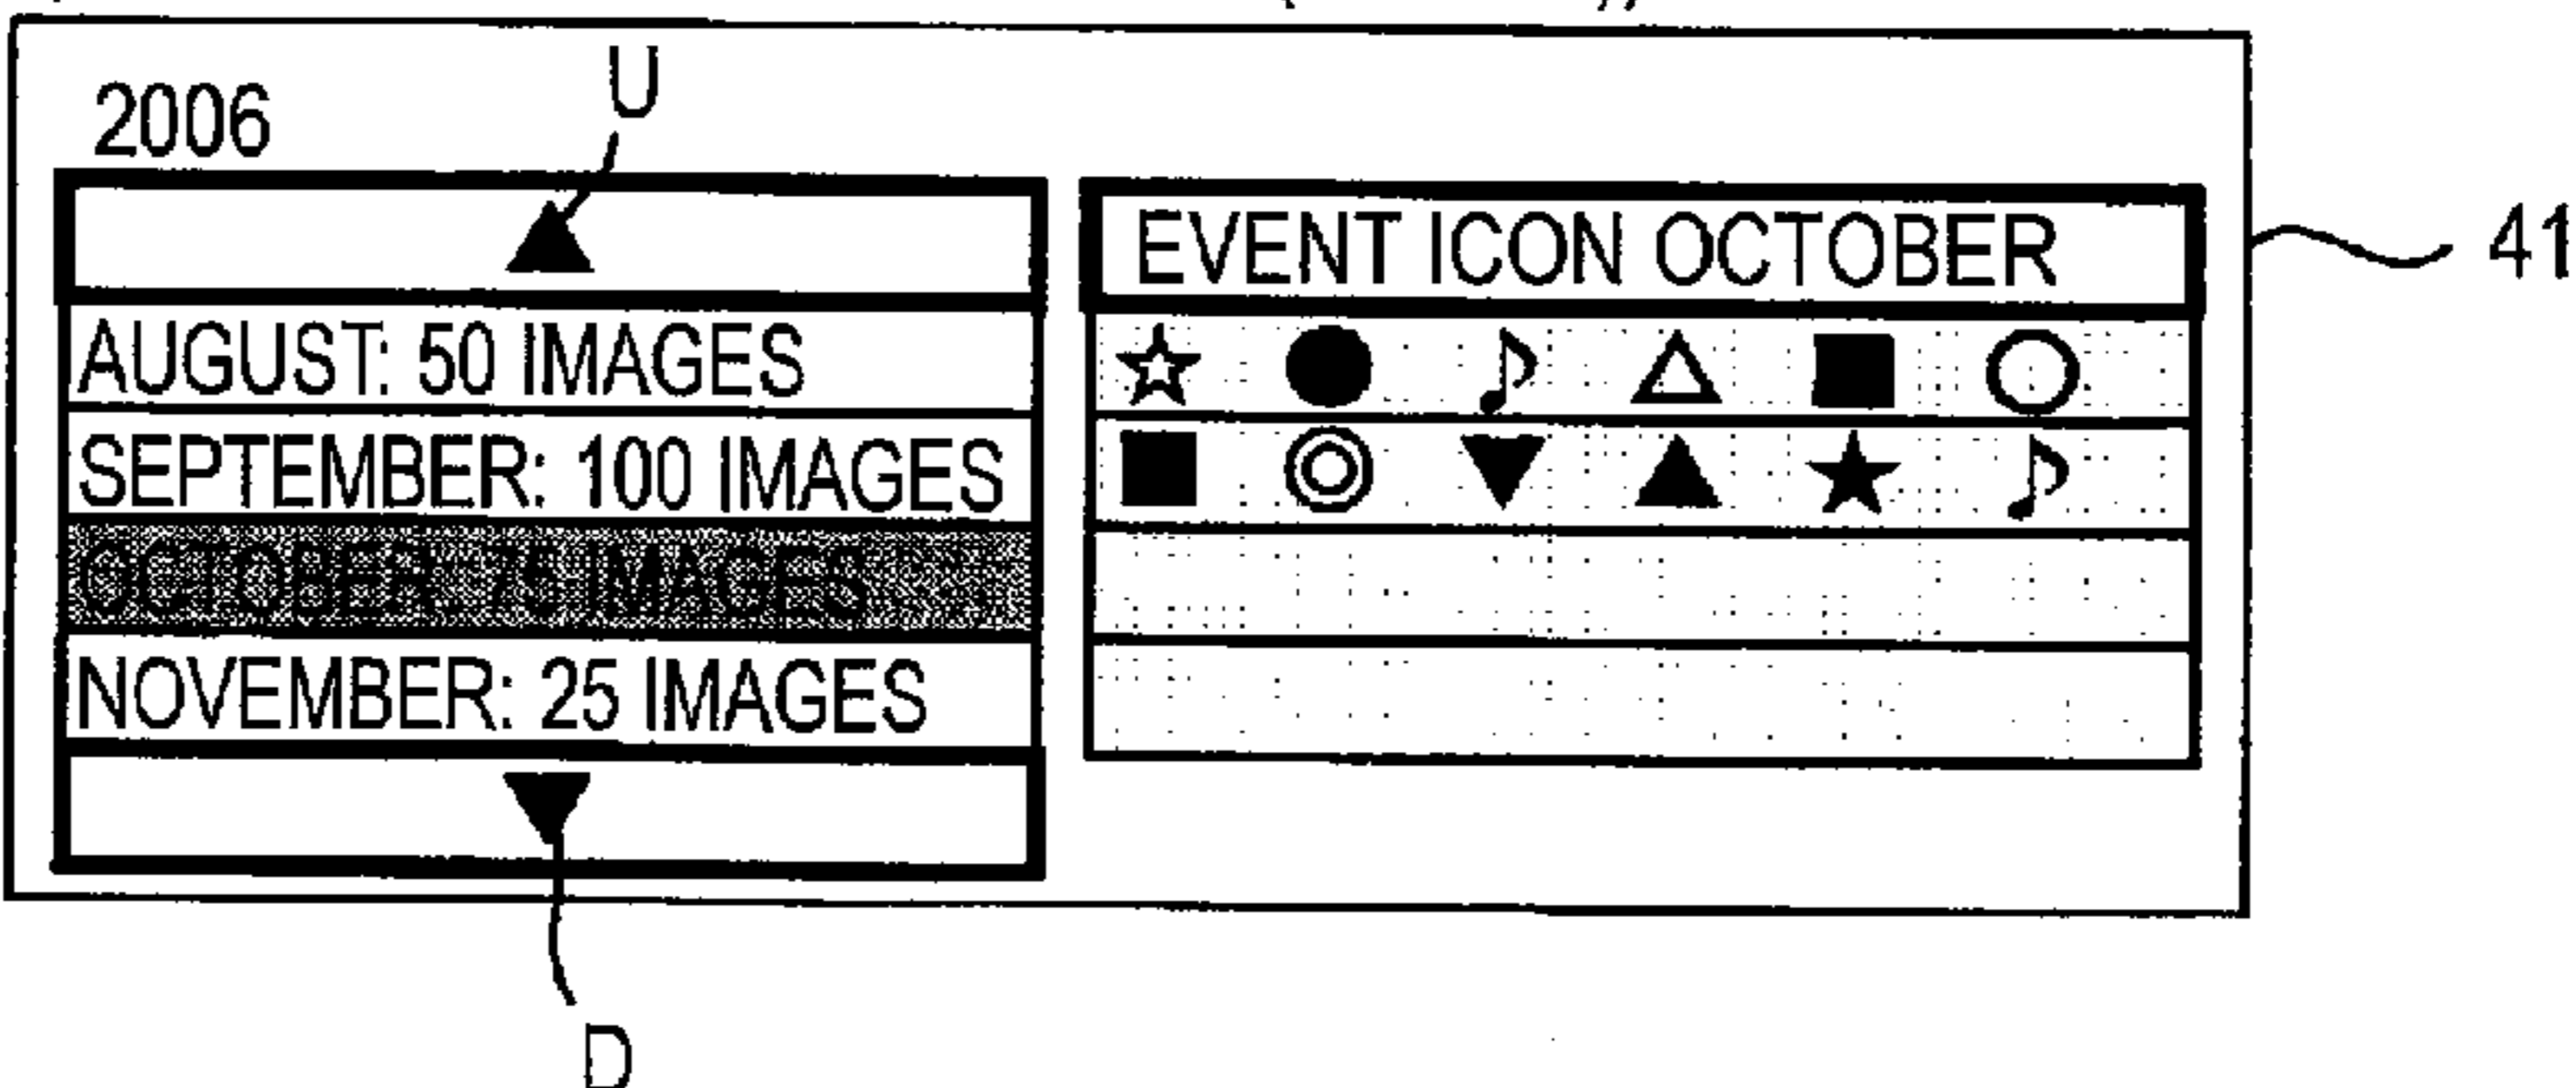 U
2006
EVENT ICON OCTOBER
41
AUGUST: 50 IMAGES
SEPTEMBER: 100 IMAGES
OCTOBER: 75 IMAGES
NOVEMBER: 25 IMAGES
D